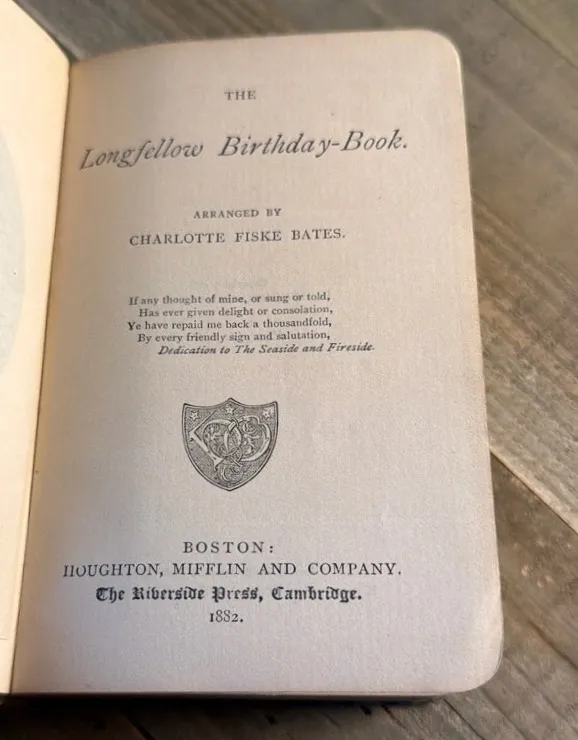 THE
Longfellow Birthday-Book.
ARRANGED BY
CHARLOTTE FISKE BATES.
If any thought of mine, or sung or told,
Has ever given delight or consolation,
Ye have repaid me back a thousandfold,
By every friendly sign and salutation,
Dedication to The Seaside and Fireside.
BOSTON:
HOUGHTON, MIFFLIN AND COMPANY.
The Riverside Press, Cambridge.
1882.